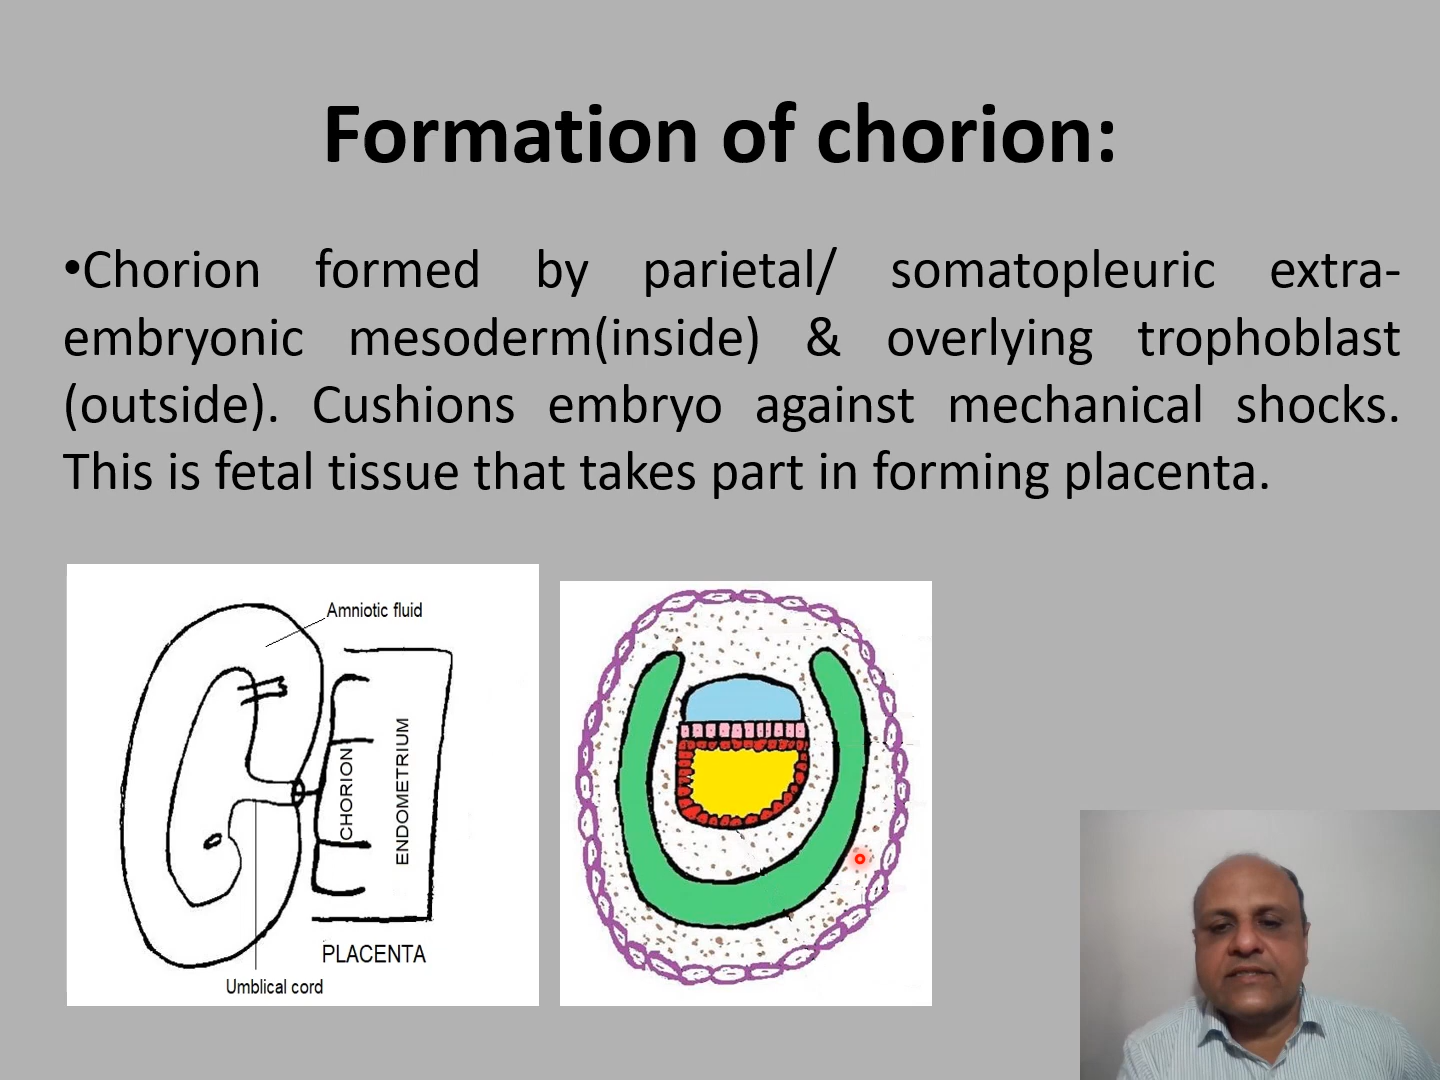 Formation of chorion:
•Chorion formed by parietal/ somatopleuric extra-
embryonic mesoderm(inside) & overlying trophoblast
(outside). Cushions embryo against mechanical shocks.
This is fetal tissue that takes part in forming placenta.
Amniotic fluid
CHORION
ENDOMETRIUM
PLACENTA
Umblical cord